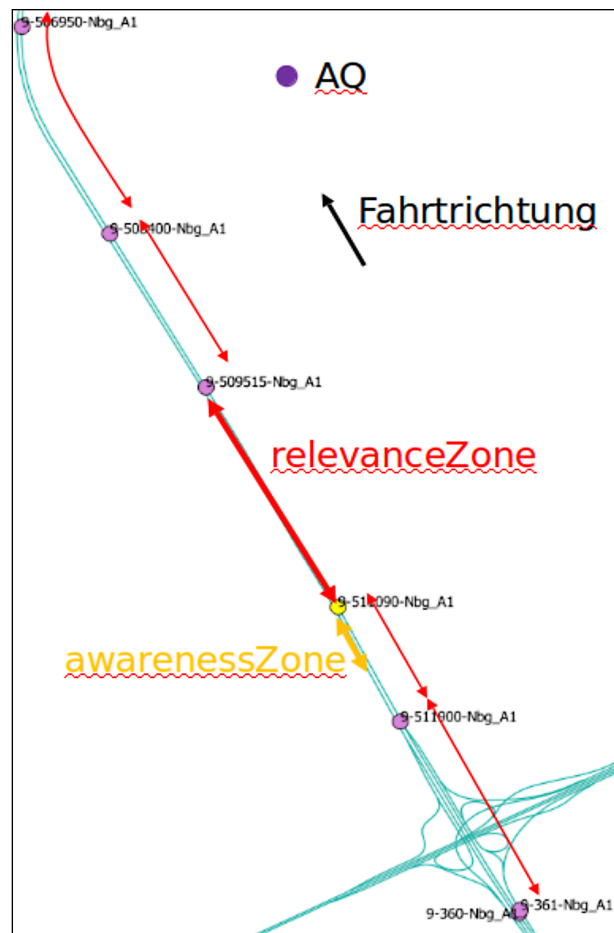 9-506950-Nbg_A1
AQ
Fahrtrichtung
9-508400-Nbg_A1
9-509515-Nbg_A1
relevanceZone
9-511090-Nbg_A1
awarenessZone
9-511900-Nbg_A1
9-361-Nbg_A1
9-360-Nbg_A1